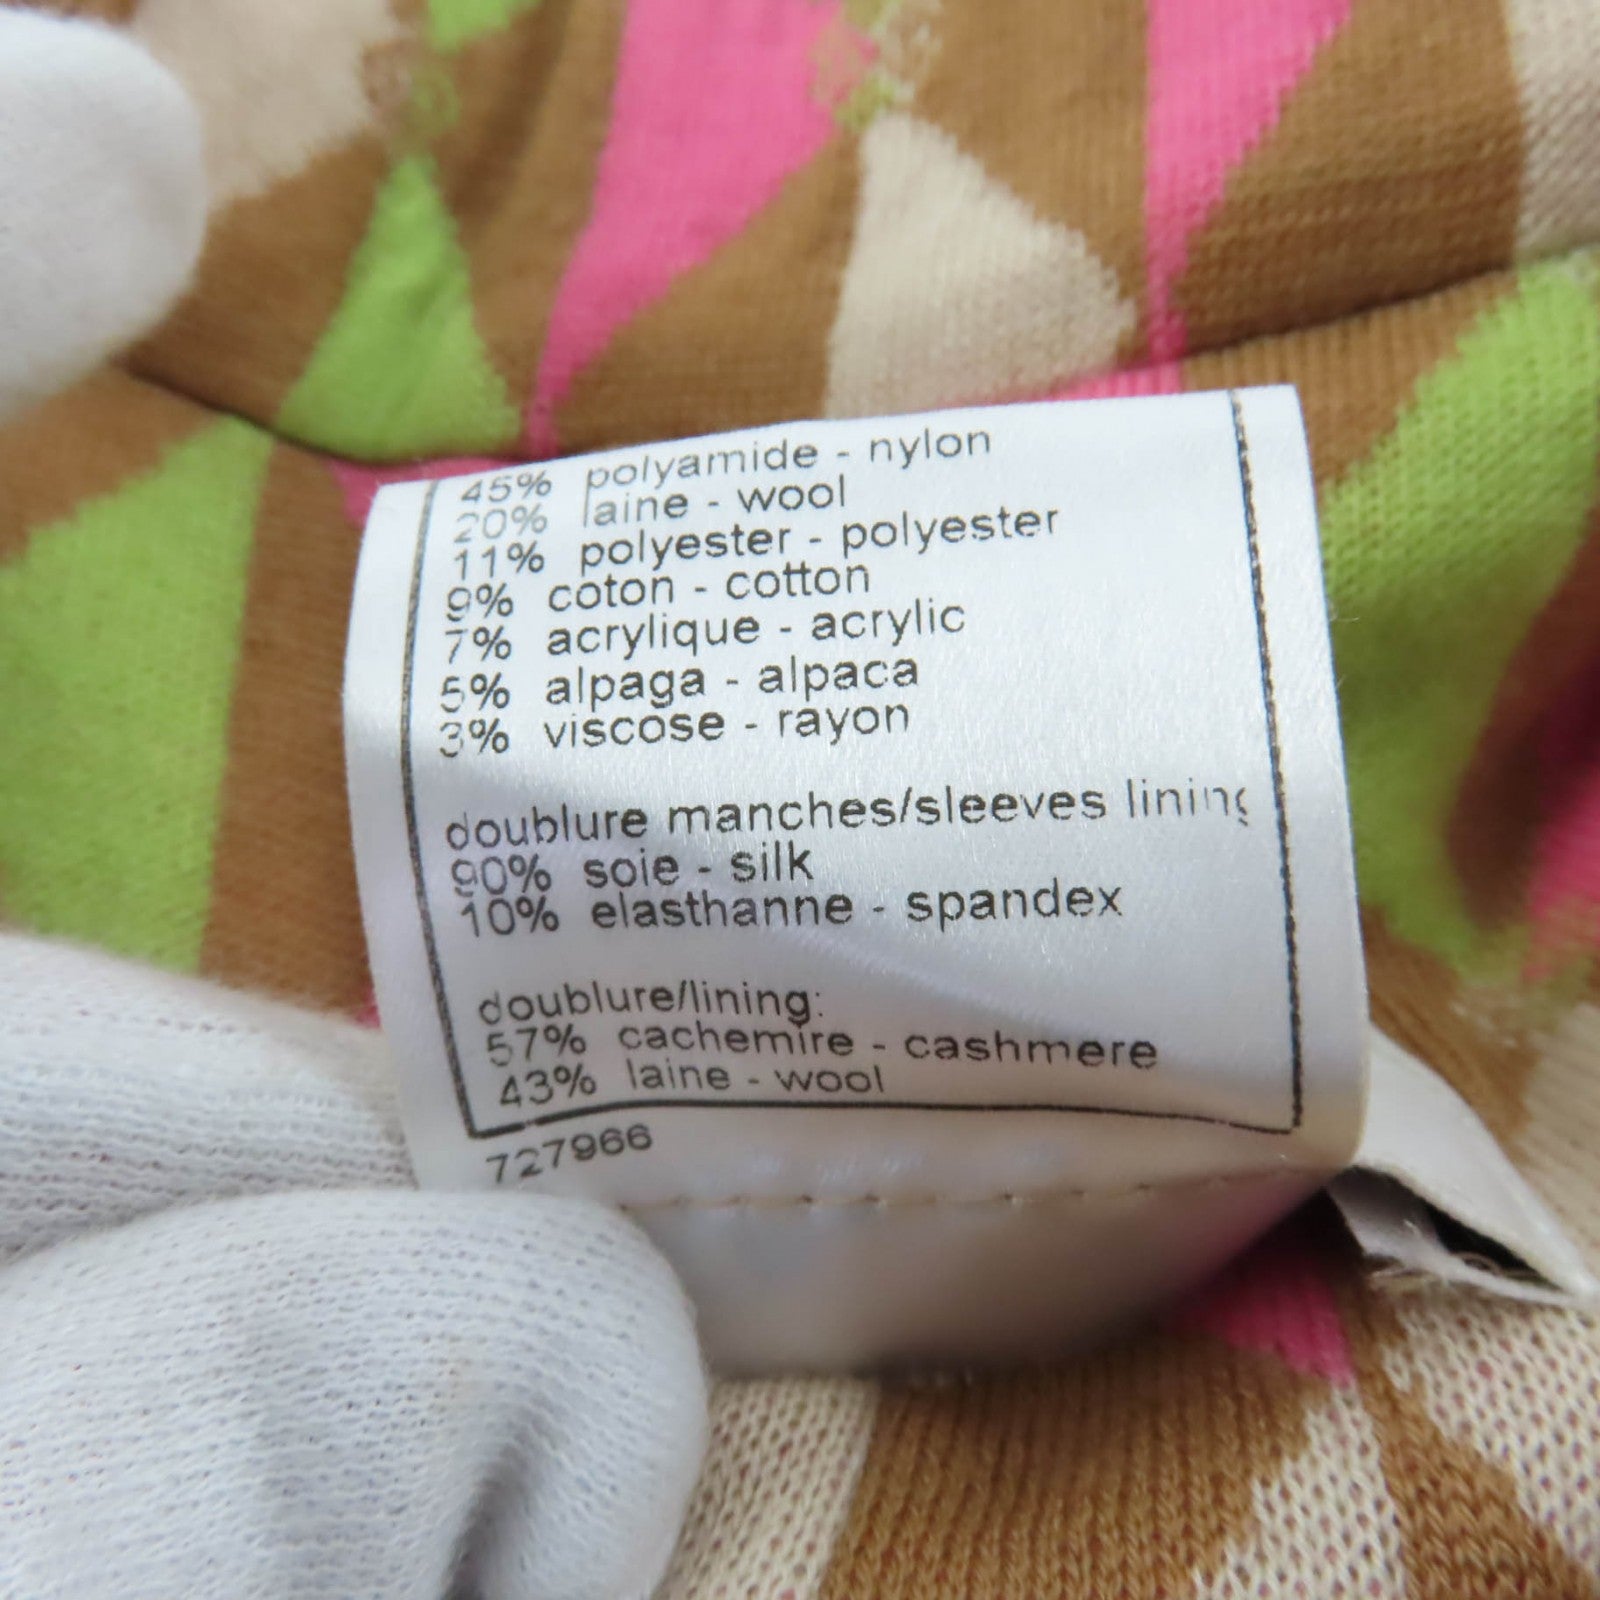 45% polyamide - nylon
20% laine - wool
11% polyester - polyester
9% coton - cotton
7% acrylique - acrylic
5% alpaga - alpaca
3% viscose - rayon
doublure manches/sleeves lining
90% soie - silk
10% elasthanne - spandex
doublure/lining:
57% cachemire - cashmere
43% laine - wool
727966